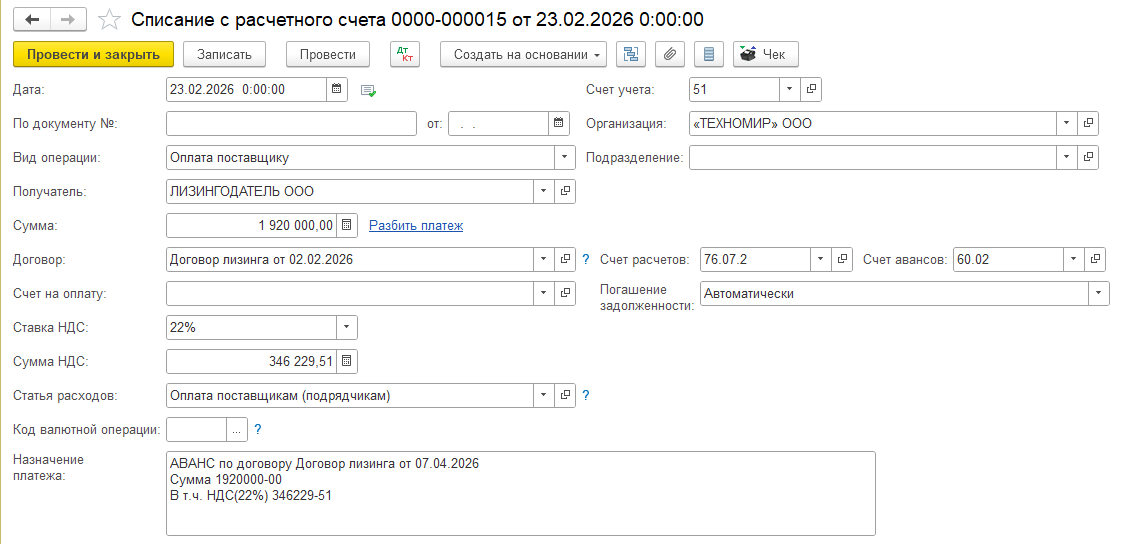 Списание с расчетного счета 0000-000015 от 23.02.2026 0:00:00
Провести и закрыть Записать Провести Дт Кт Создать на основании Чек
Дата: 23.02.2026 0:00:00 Счет учета: 51
По документу №: от: . . Организация: «ТЕХНОМИР» ООО
Вид операции: Оплата поставщику Подразделение:
Получатель: ЛИЗИНГОДАТЕЛЬ ООО
Сумма: 1 920 000,00 Разбить платеж
Договор: Договор лизинга от 02.02.2026 ? Счет расчетов: 76.07.2 Счет авансов: 60.02
Счет на оплату: Погашение
задолженности: Автоматически
Ставка НДС: 22%
Сумма НДС: 346 229,51
Статья расходов: Оплата поставщикам (подрядчикам) ?
Код валютной операции: ... ?
Назначение
платежа:
АВАНС по договору Договор лизинга от 07.04.2026
Сумма 1920000-00
В т.ч. НДС(22%) 346229-51